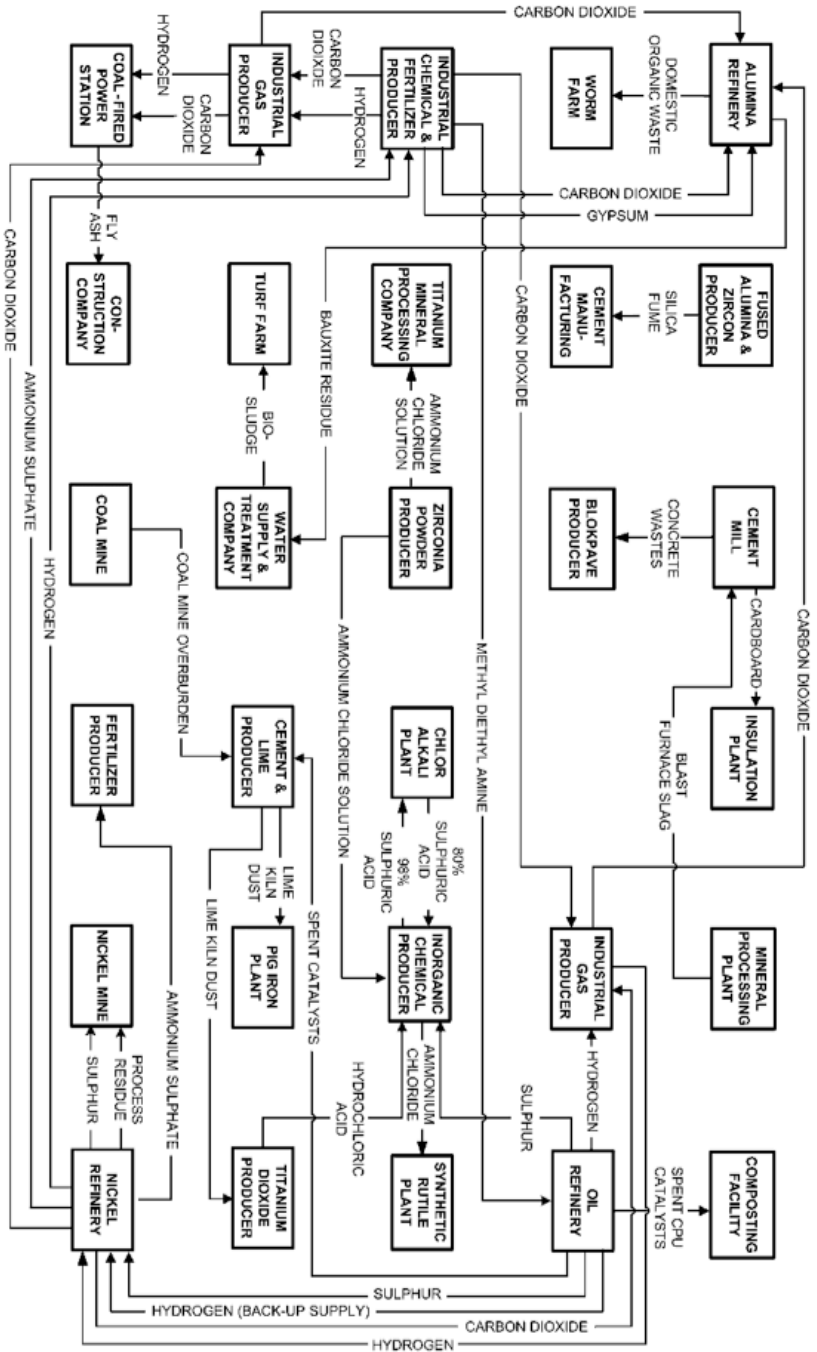 CARBON DIOXIDE
CARBON DIOXIDE
ALUMINA
REFINERY
FUSED
ALUMINA &
ZIRCON
PRODUCER
CEMENT
MILL
CARDBOARD
INSULATION
PLANT
BLAST
FURNACE SLAG
MINERAL
PROCESSING
PLANT
COMPOSTING
FACILITY
DOMESTIC
ORGANIC WASTE
SILICA
FUME
CONCRETE
WASTES
SPENT CPU
CATALYSTS
WORM
FARM
CEMENT
MANU-
FACTURING
BLOKPAVE
PRODUCER
INDUSTRIAL
GAS
PRODUCER
HYDROGEN
OIL
REFINERY
CARBON DIOXIDE
GYPSUM
CARBON DIOXIDE
METHYL DIETHYL AMINE
SULPHUR
INDUSTRIAL
CHEMICAL &
FERTILIZER
PRODUCER
TITANIUM
MINERAL
PROCESSING
COMPANY
AMMONIUM
CHLORIDE
SOLUTION
ZIRCONIA
POWDER
PRODUCER
CHLOR
ALKALI
PLANT
80%
SULPHURIC
ACID
98%
SULPHURIC
ACID
INORGANIC
CHEMICAL
PRODUCER
AMMONIUM
CHLORIDE
SYNTHETIC
RUTILE
PLANT
HYDROGEN
CARBON
DIOIXDE
BAUXITE RESIDUE
AMMONIUM CHLORIDE SOLUTION
SPENT CATALYSTS
HYDROCHLORIC
ACID
INDUSTRIAL
GAS
PRODUCER
TURF FARM
BIO-
SLUDGE
WATER
SUPPLY &
TREATMENT
COMPANY
CEMENT &
LIME
PRODUCER
LIME
KILN
DUST
PIG IRON
PLANT
LIME KILN DUST
TITANIUM
DIOXIDE
PRODUCER
CARBON
DIOXIDE
HYDROGEN
COAL MINE OVERBURDEN
AMMONIUM SULPHATE
COAL-FIRED
POWER
STATION
FLY
ASH
CON-
STRUCTION
COMPANY
COAL MINE
FERTILIZER
PRODUCER
NICKEL MINE
PROCESS
RESIDUE
SULPHUR
NICKEL
REFINERY
SULPHUR
HYDROGEN (BACK-UP SUPPLY)
CARBON DIOXIDE
HYDROGEN
HYDROGEN
AMMONIUM SULPHATE
CARBON DIOXIDE